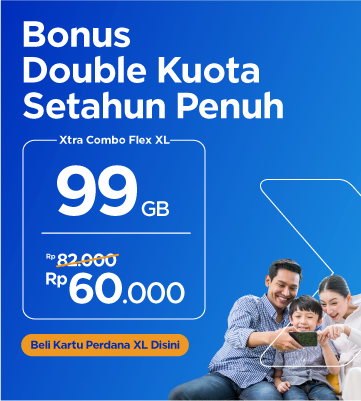 Bonus
Double Kuota
Setahun Penuh
Xtra Combo Flex XL
99 GB
Rp 82.000
Rp 60.000
Beli Kartu Perdana XL Disini